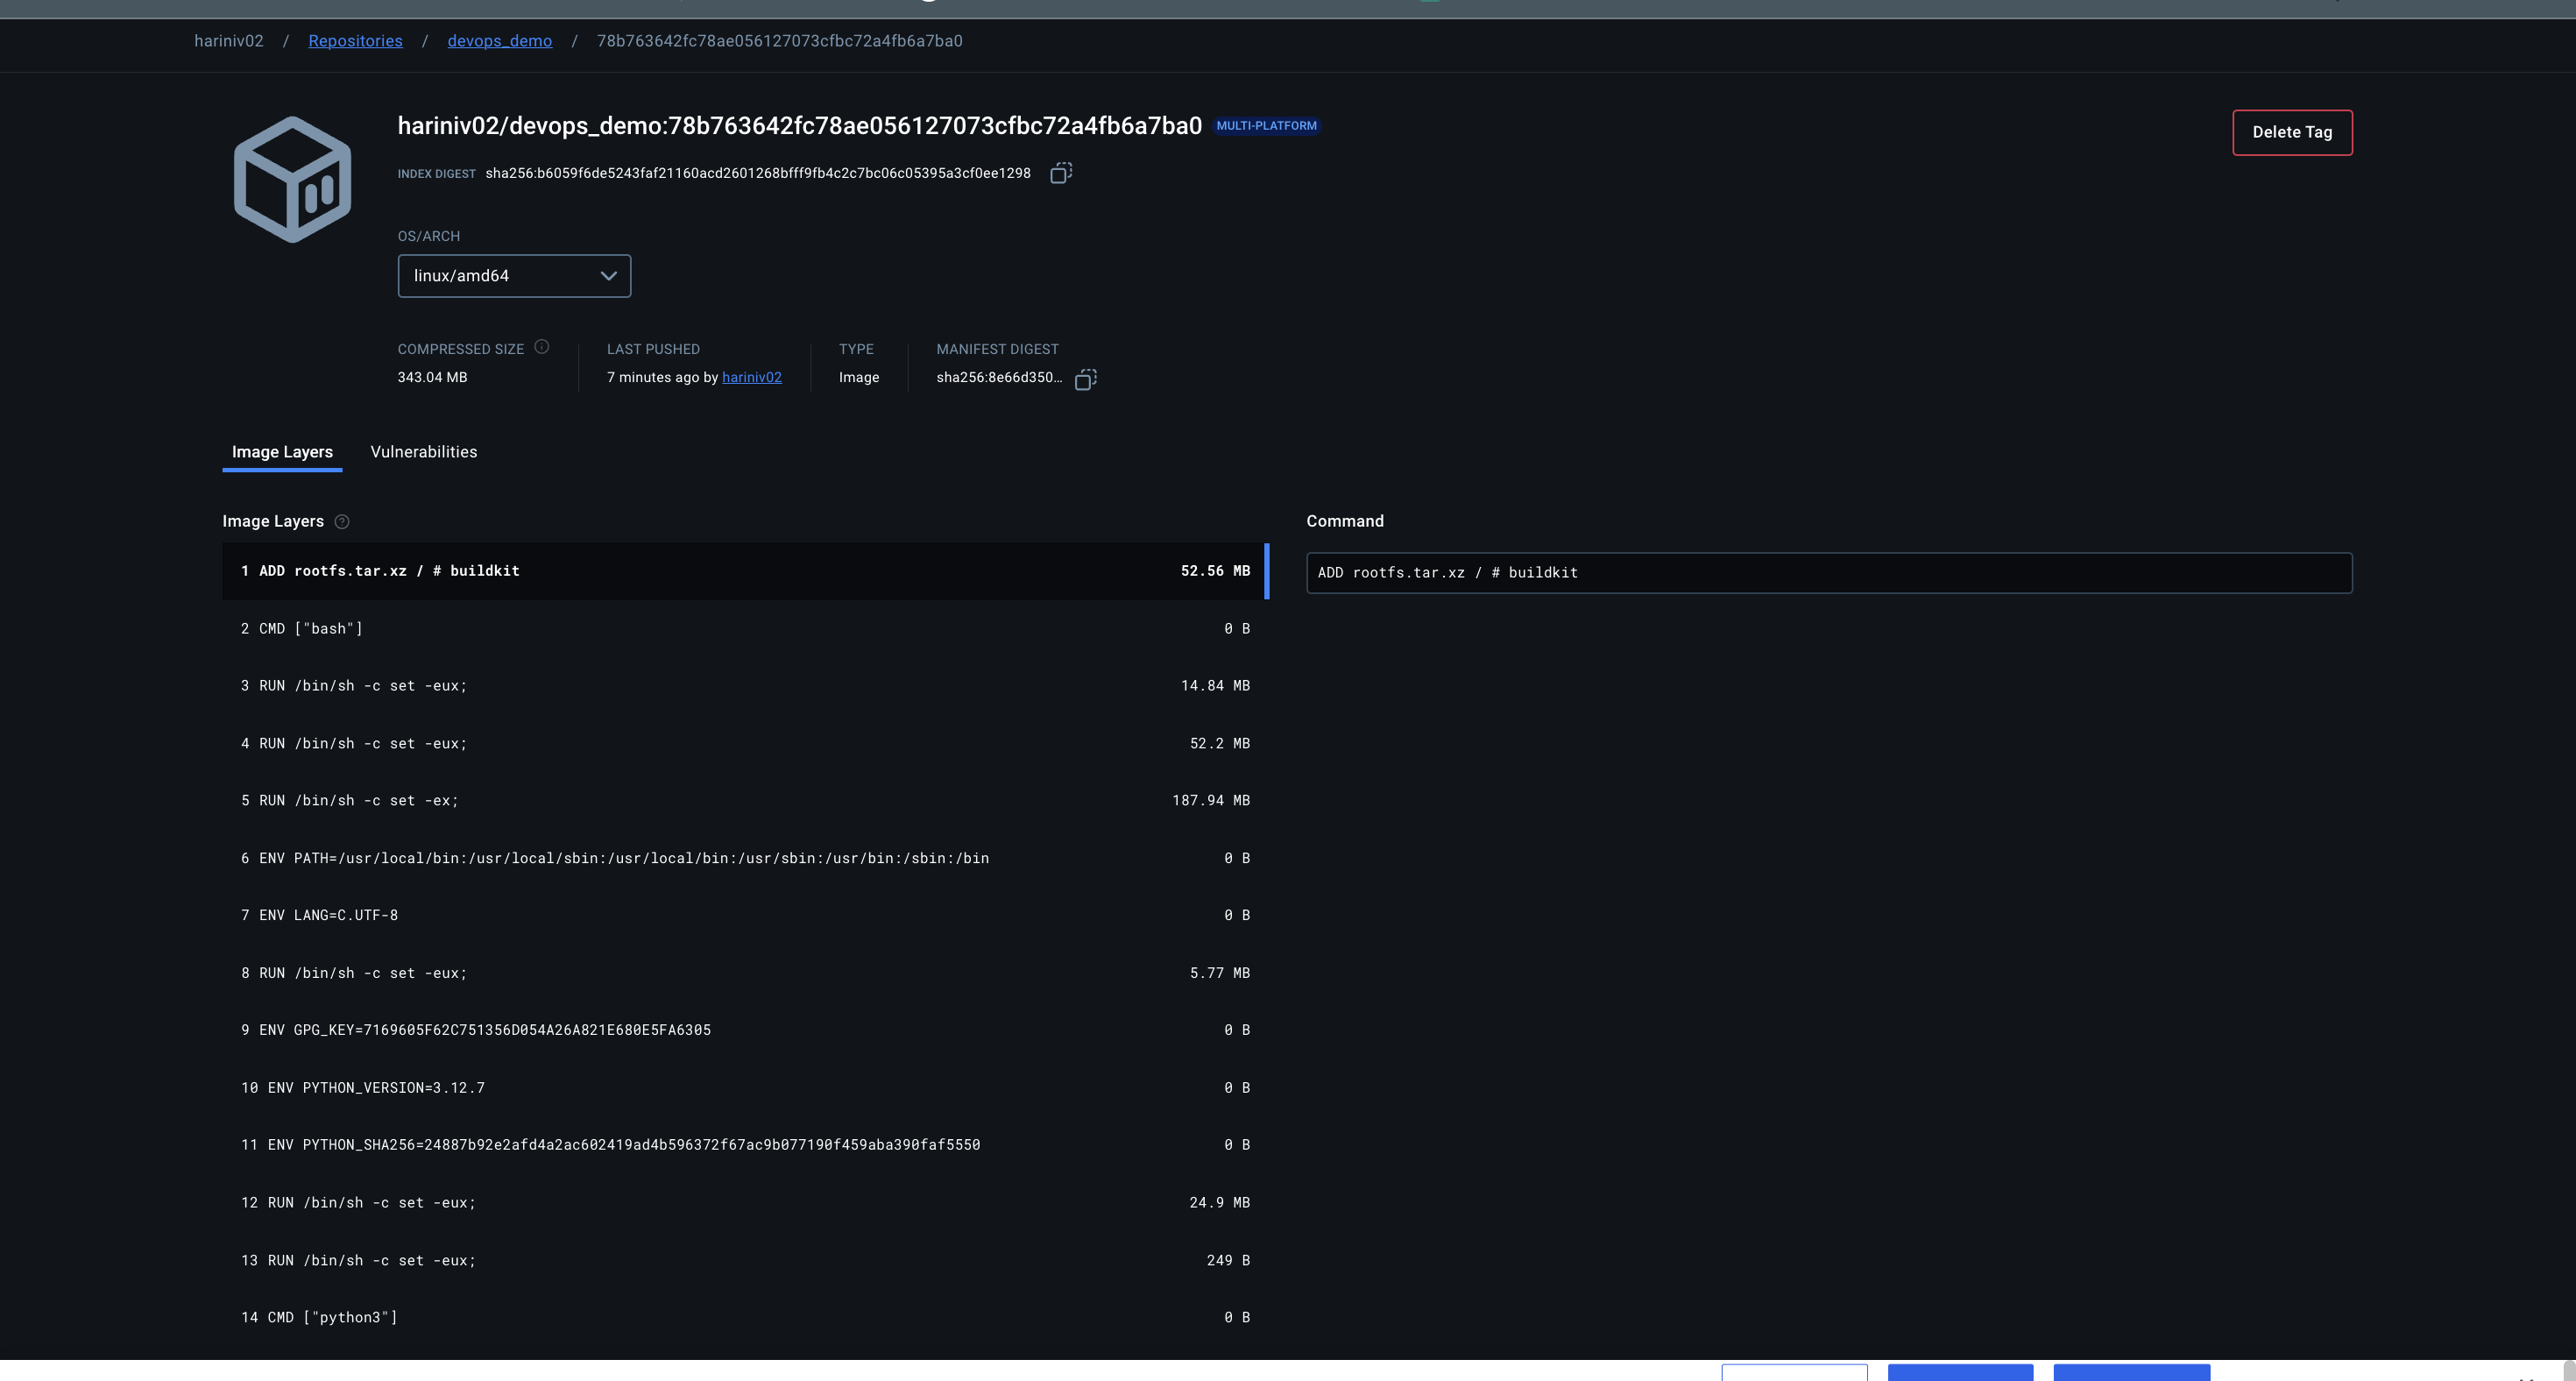 hariniv02 / Repositories / devops_demo / 78b763642fc78ae056127073cfbc72a4fb6a7ba0
hariniv02/devops_demo:78b763642fc78ae056127073cfbc72a4fb6a7ba0 MULTI-PLATFORM
Delete Tag
INDEX DIGEST sha256:b6059f6de5243faf21160acd2601268bfff9fb4c2c7bc06c05395a3cf0ee1298
OS/ARCH
linux/amd64
COMPRESSED SIZE LAST PUSHED TYPE MANIFEST DIGEST
343.04 MB 7 minutes ago by hariniv02 Image sha256:8e66d350...
Image Layers Vulnerabilities
Image Layers
1 ADD rootfs.tar.xz / # buildkit 52.56 MB
2 CMD ["bash"] 0 B
3 RUN /bin/sh -c set -eux; 14.84 MB
4 RUN /bin/sh -c set -eux; 52.2 MB
5 RUN /bin/sh -c set -ex; 187.94 MB
6 ENV PATH=/usr/local/bin:/usr/local/sbin:/usr/local/bin:/usr/sbin:/usr/bin:/sbin:/bin 0 B
7 ENV LANG=C.UTF-8 0 B
8 RUN /bin/sh -c set -eux; 5.77 MB
9 ENV GPG_KEY=7169605F62C751356D054A26A821E680E5FA6305 0 B
10 ENV PYTHON_VERSION=3.12.7 0 B
11 ENV PYTHON_SHA256=24887b92e2afd4a2ac602419ad4b596372f67ac9b077190f459aba390faf5550 0 B
12 RUN /bin/sh -c set -eux; 24.9 MB
13 RUN /bin/sh -c set -eux; 249 B
14 CMD ["python3"] 0 B
Command
ADD rootfs.tar.xz / # buildkit